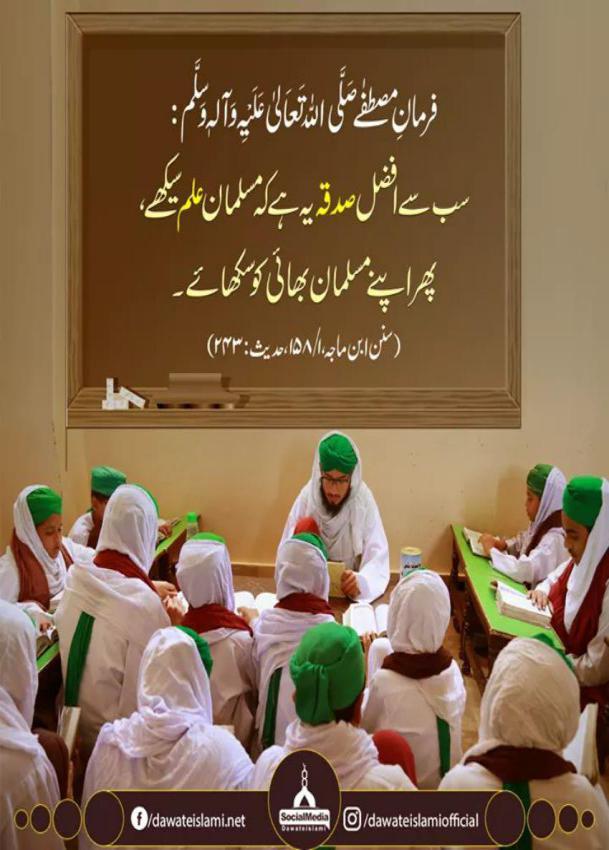 فرمانِ مصطفےٰ صَلَّی اللہُ تَعَالٰی عَلَیْہِ وَاٰلِہٖ وَسَلَّم:
سب سے افضل صدقہ یہ ہے کہ مسلمان علم سیکھے،
پھر اپنے مسلمان بھائی کو سکھائے۔
(سنن ابن ماجہ، ۱/۱۵۸، حدیث: ۲۴۳)
/dawateislami.net
SocialMedia
Dawateislami
/dawateislamiofficial